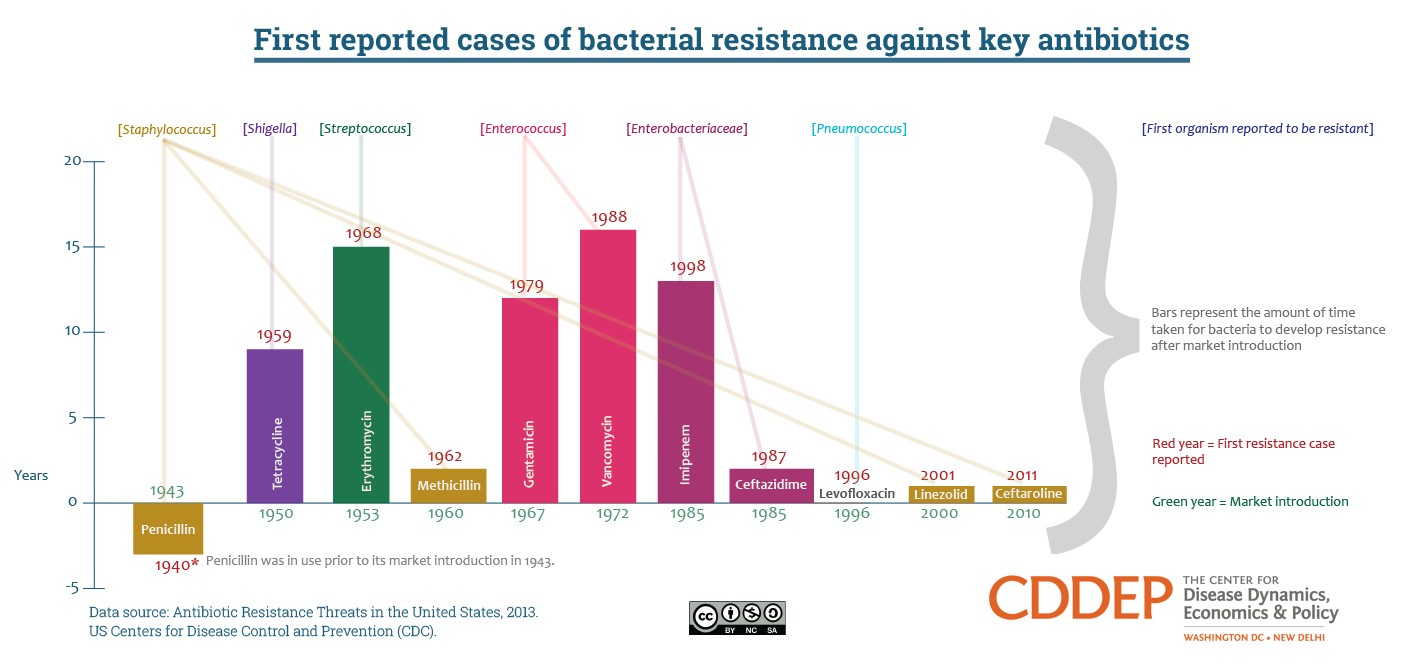 First reported cases of bacterial resistance against key antibiotics
[Staphylococcus] [Shigella] [Streptococcus] [Enterococcus] [Enterobacteriaceae] [Pneumococcus] [First organism reported to be resistant]
20
15
10
5
Years
0
-5
1943
Penicillin
1940*
Penicillin was in use prior to its market introduction in 1943.
1959
Tetracycline
1950
1968
Erythromycin
1953
1962
Methicillin
1960
1979
Gentamicin
1967
1988
Vancomycin
1972
1998
Imipenem
1985
1987
Ceftazidime
1985
1996
Levofloxacin
1996
2001
Linezolid
2000
2011
Ceftaroline
2010
Bars represent the amount of time
taken for bacteria to develop resistance
after market introduction
Red year = First resistance case
reported
Green year = Market introduction
Data source: Antibiotic Resistance Threats in the United States, 2013.
US Centers for Disease Control and Prevention (CDC).
cc
BY NC SA
CDDEP
THE CENTER FOR
Disease Dynamics,
Economics & Policy
WASHINGTON DC • NEW DELHI